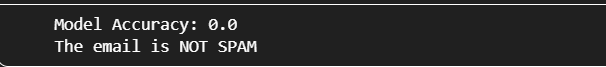 Model Accuracy: 0.0
The email is NOT SPAM